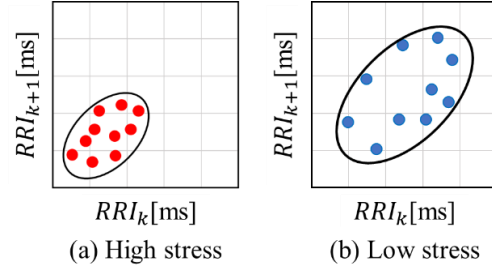 RRI_{k+1}[ms]
RRI_k[ms]
(a) High stress
RRI_{k+1}[ms]
RRI_k[ms]
(b) Low stress